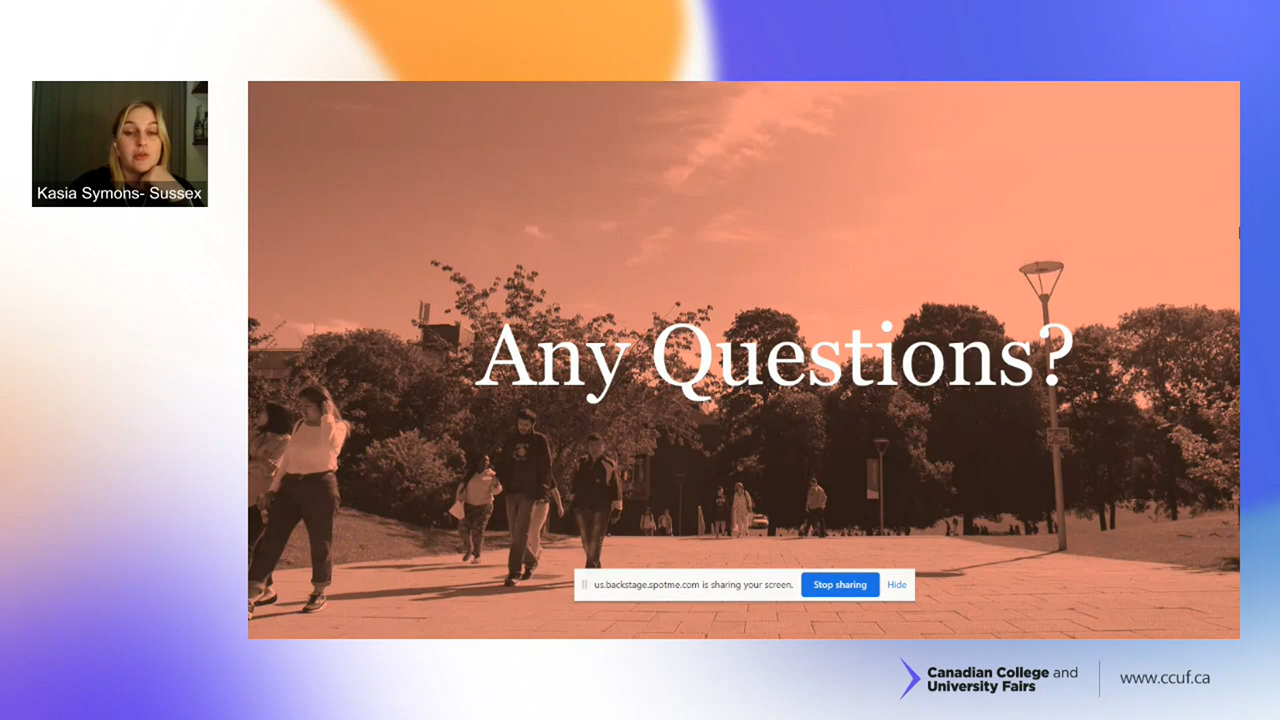 Kasia Symons- Sussex
Any Questions?
us.backstage.spotme.com is sharing your screen.
Stop sharing
Hide
Canadian College and
University Fairs
www.ccuf.ca